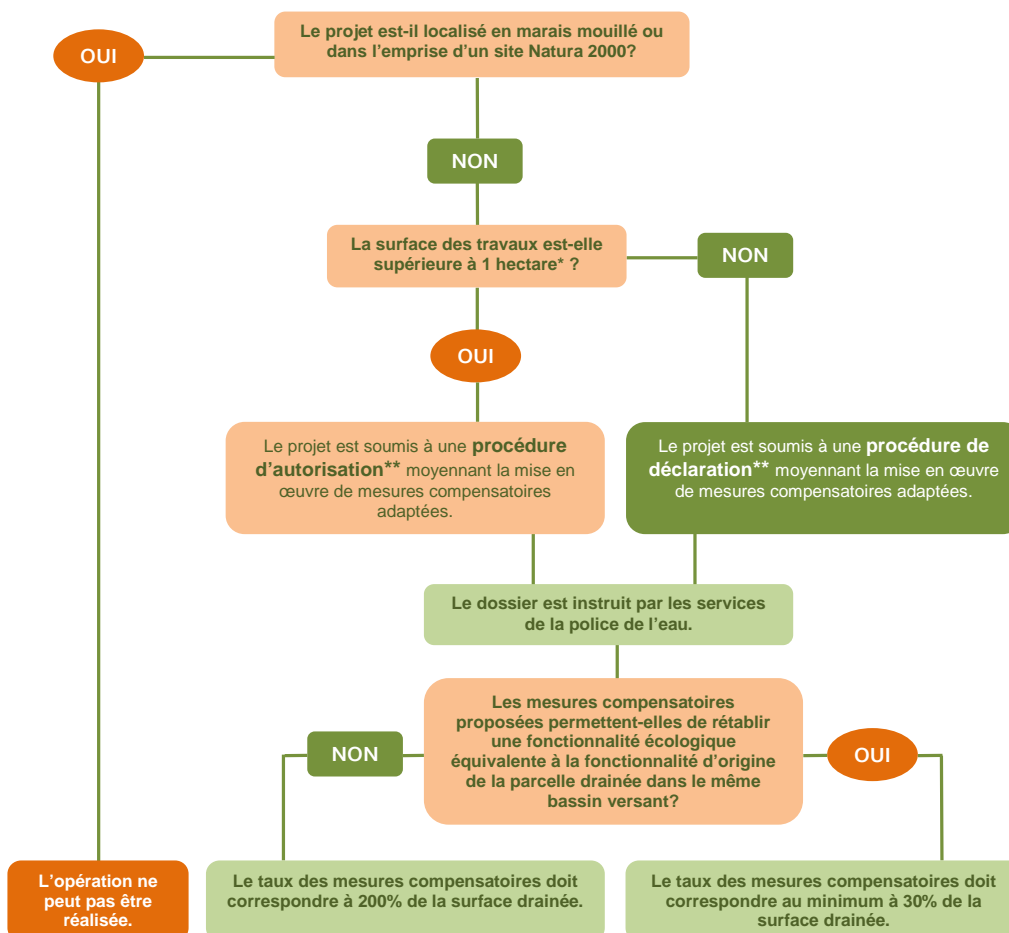 Le projet est-il localisé en marais mouillé ou
dans l'emprise d'un site Natura 2000?
OUI
NON
La surface des travaux est-elle
supérieure à 1 hectare* ?
NON
OUI
Le projet est soumis à une procédure
d'autorisation** moyennant la mise en
œuvre de mesures compensatoires
adaptées.
Le projet est soumis à une procédure de
déclaration** moyennant la mise en œuvre
de mesures compensatoires adaptées.
Le dossier est instruit par les services
de la police de l'eau.
Les mesures compensatoires
proposées permettent-elles de rétablir
une fonctionnalité écologique
équivalente à la fonctionnalité d'origine
de la parcelle drainée dans le même
bassin versant?
NON
OUI
L'opération ne
peut pas être
réalisée.
Le taux des mesures compensatoires doit
correspondre à 200% de la surface drainée.
Le taux des mesures compensatoires doit
correspondre au minimum à 30% de la
surface drainée.